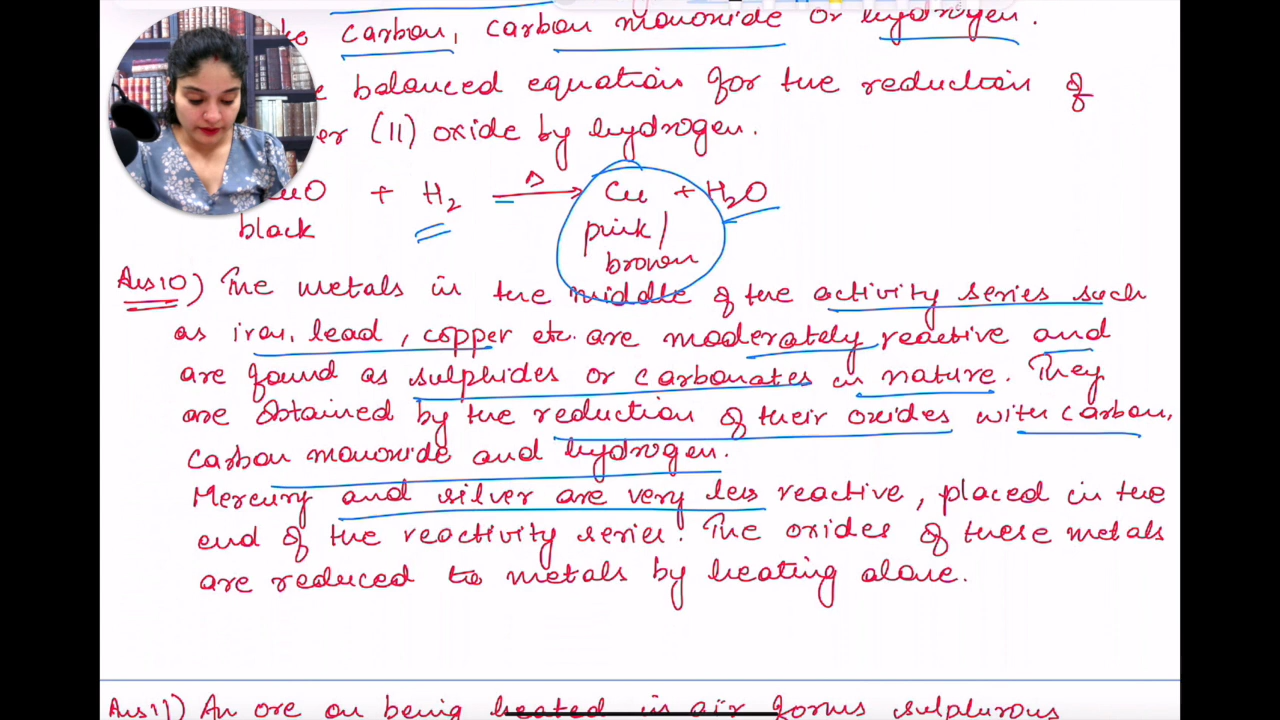 carbon, carbon monoxide or hydrogen.
balanced equation for the reduction of
(11) oxide by hydrogen.
+ H₂ Δ→ Cu + H₂O
black pink/
brown
Ans10) The metals in the middle of the activity series such
as iron, lead, copper etc. are moderately reactive and
are found as sulphides or carbonates in nature. They
are obtained by the reduction of their oxides with carbon,
carbon monoxide and hydrogen.
Mercury and silver are very less reactive, placed in the
end of the reactivity series. The oxides of these metals
are reduced to metals by heating alone.
Ans11) An ore on being heated in air forms sulphurous